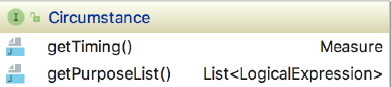 I Circumstance
getTiming() Measure
getPurposeList() List<LogicalExpression>